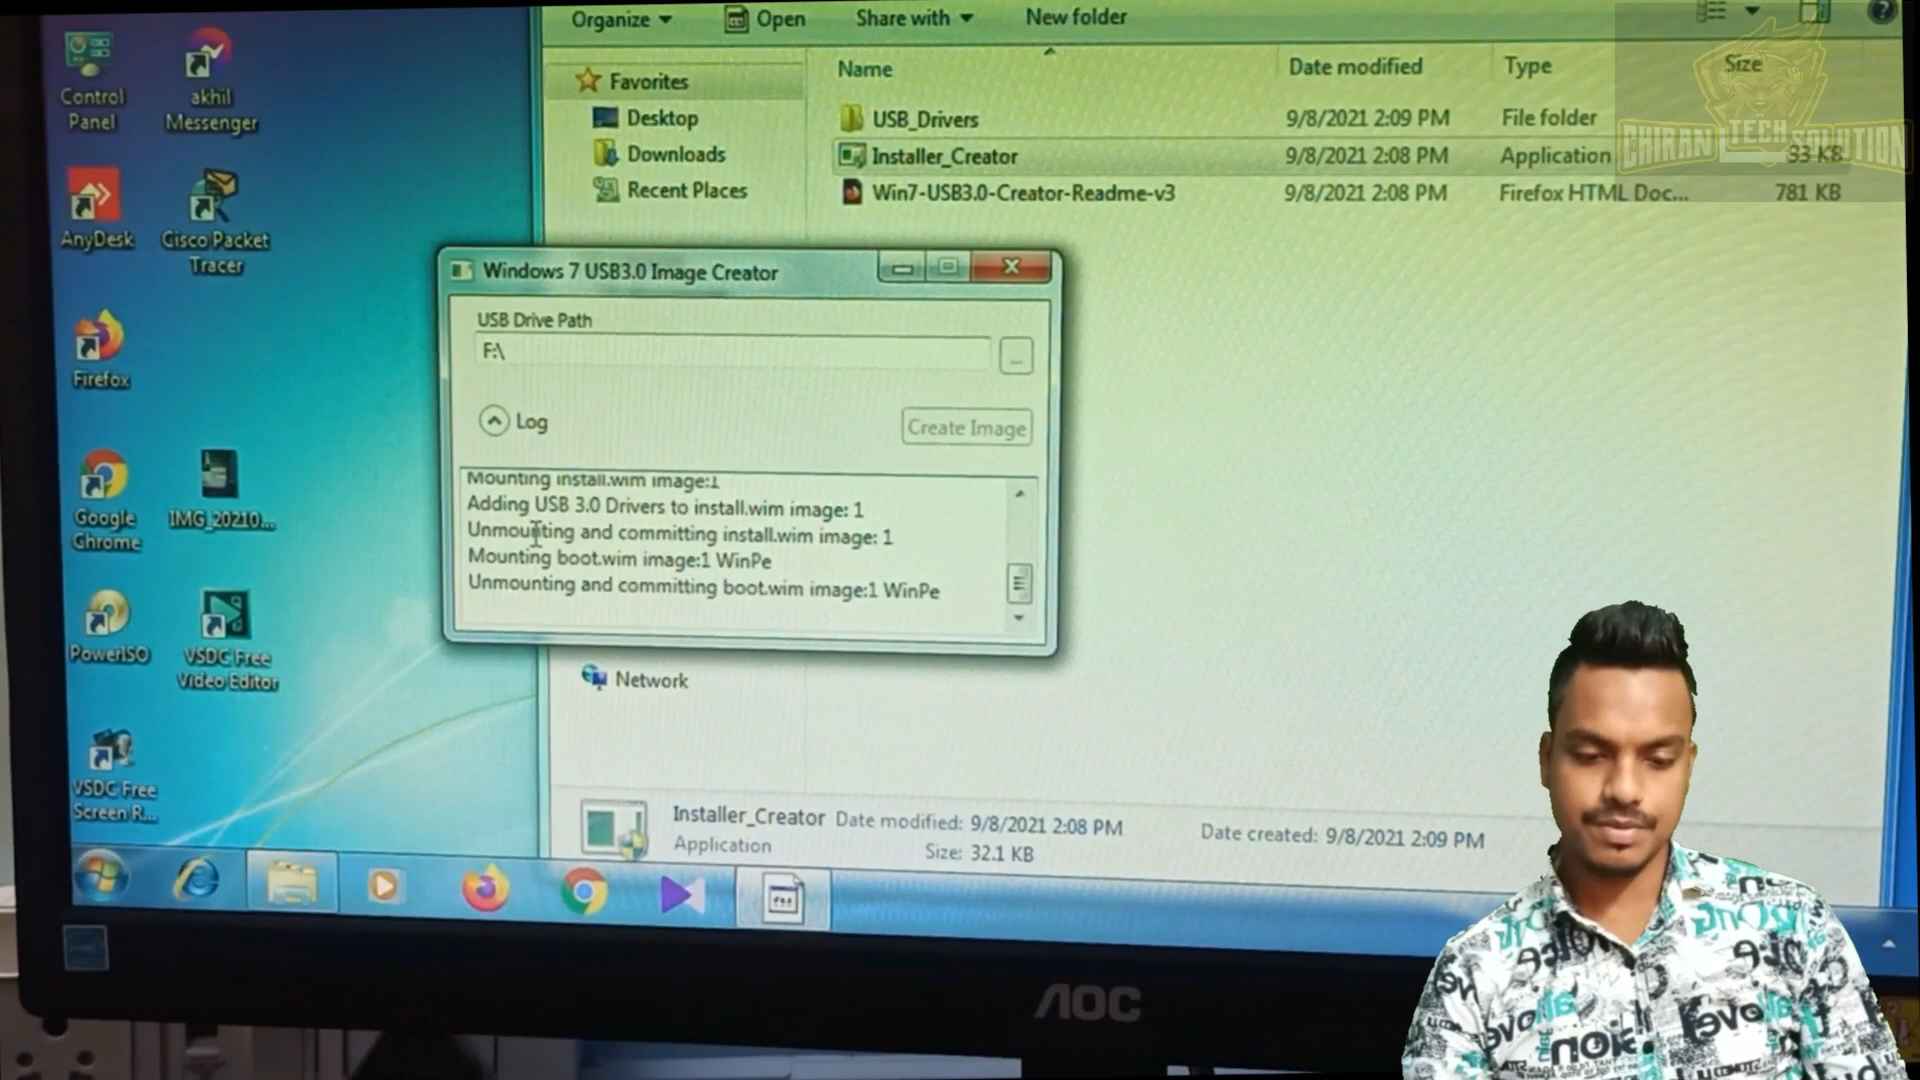 Organize
Open
Share with
New folder
Name
Date modified
Type
Size
Favorites
Desktop
Downloads
Recent Places
USB_Drivers
9/8/2021 2:09 PM
File folder
Installer_Creator
9/8/2021 2:08 PM
Application
33 KB
Win7-USB3.0-Creator-Readme-v3
9/8/2021 2:08 PM
Firefox HTML Doc...
781 KB
CHIRAN TECH SOLUTION
Control
Panel
akhil
Messenger
AnyDesk
Cisco Packet
Tracer
Firefox
Google
Chrome
IMG_20210...
PowerISO
VSDC Free
Video Editor
VSDC Free
Screen R...
Windows 7 USB3.0 Image Creator
USB Drive Path
F:\
...
Log
Create Image
Mounting install.wim image:1
Adding USB 3.0 Drivers to install.wim image: 1
Unmounting and committing install.wim image: 1
Mounting boot.wim image:1 WinPe
Unmounting and committing boot.wim image:1 WinPe
Network
Installer_Creator
Date modified: 9/8/2021 2:08 PM
Date created: 9/8/2021 2:09 PM
Application
Size: 32.1 KB
AOC